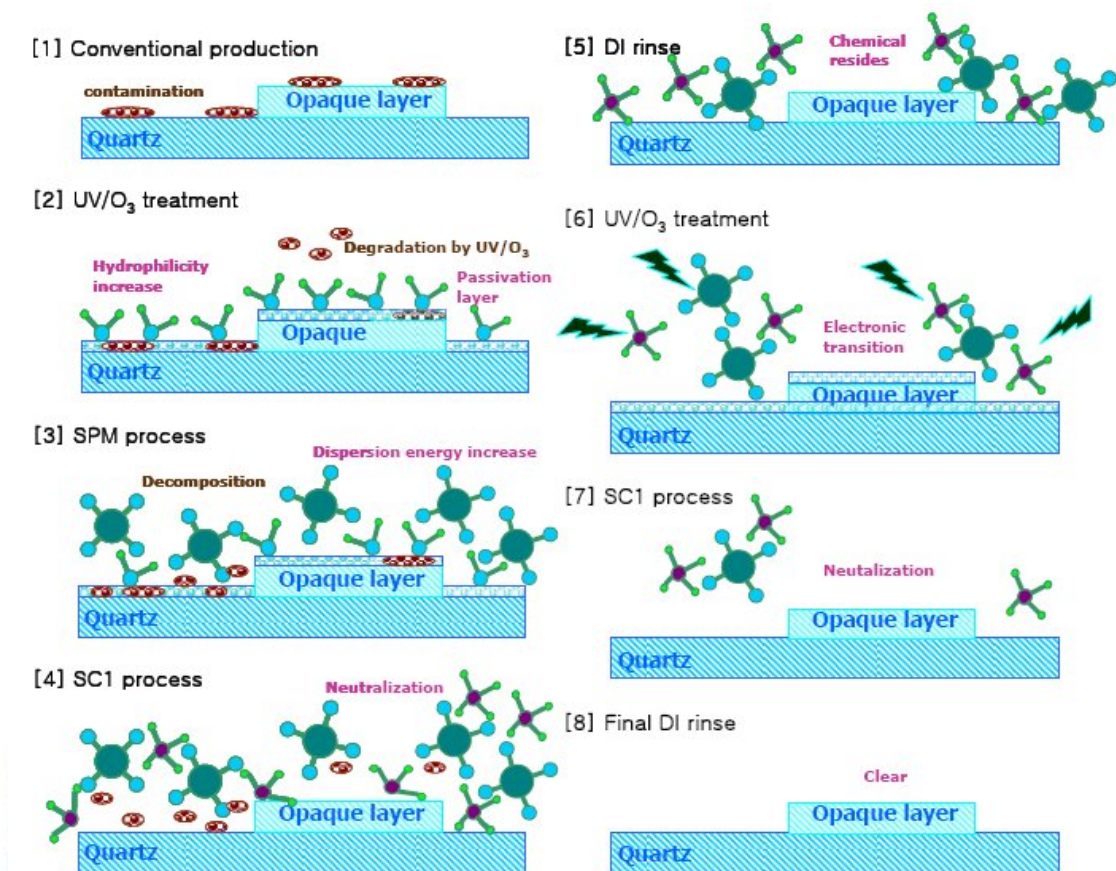 [1] Conventional production
contamination
Opaque layer
Quartz
[2] UV/O₃ treatment
Degradation by UV/O₃
Hydrophilicity
increase
Passivation
layer
Opaque
Quartz
[3] SPM process
Dispersion energy increase
Decomposition
Opaque layer
Quartz
[4] SC1 process
Neutralization
Opaque layer
Quartz
[5] DI rinse
Chemical
resides
Opaque layer
Quartz
[6] UV/O₃ treatment
Electronic
transition
Opaque layer
Quartz
[7] SC1 process
Neutalization
Opaque layer
Quartz
[8] Final DI rinse
Clear
Opaque layer
Quartz